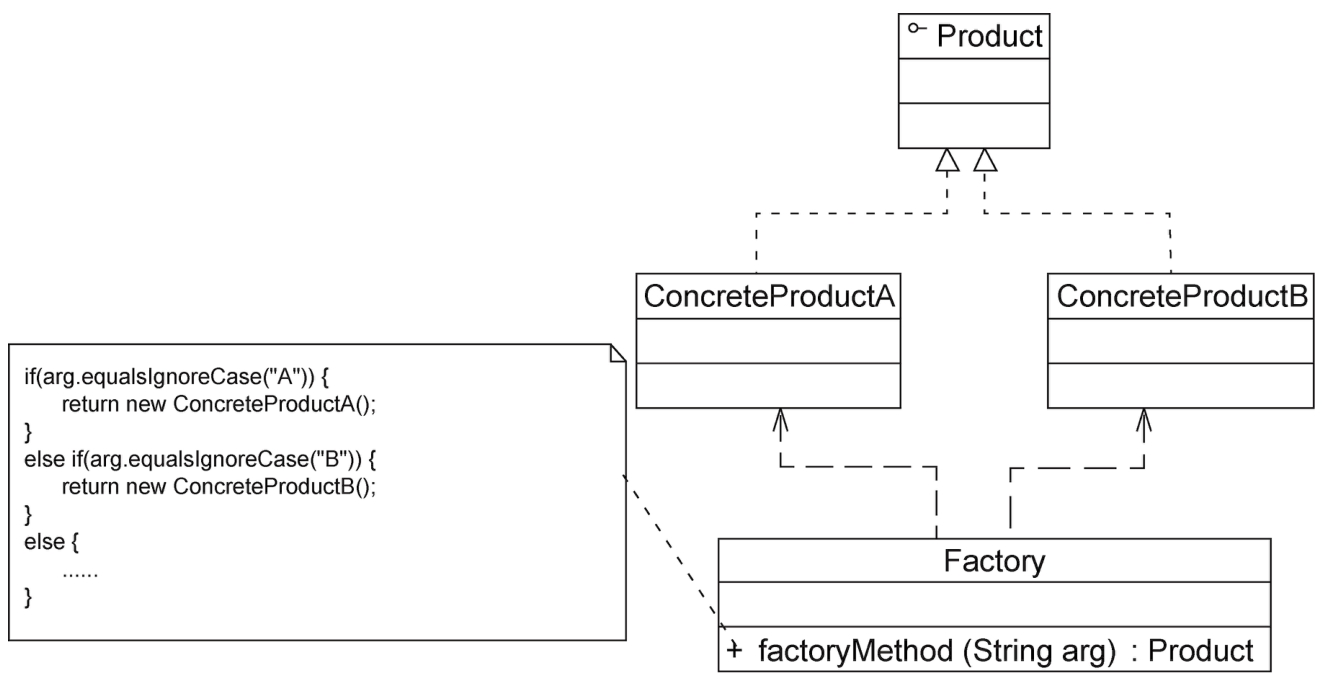 Product
ConcreteProductA
ConcreteProductB
if(arg.equalsIgnoreCase("A")) {
return new ConcreteProductA();
}
else if(arg.equalsIgnoreCase("B")) {
return new ConcreteProductB();
}
else {
......
}
Factory
+ factoryMethod (String arg) : Product